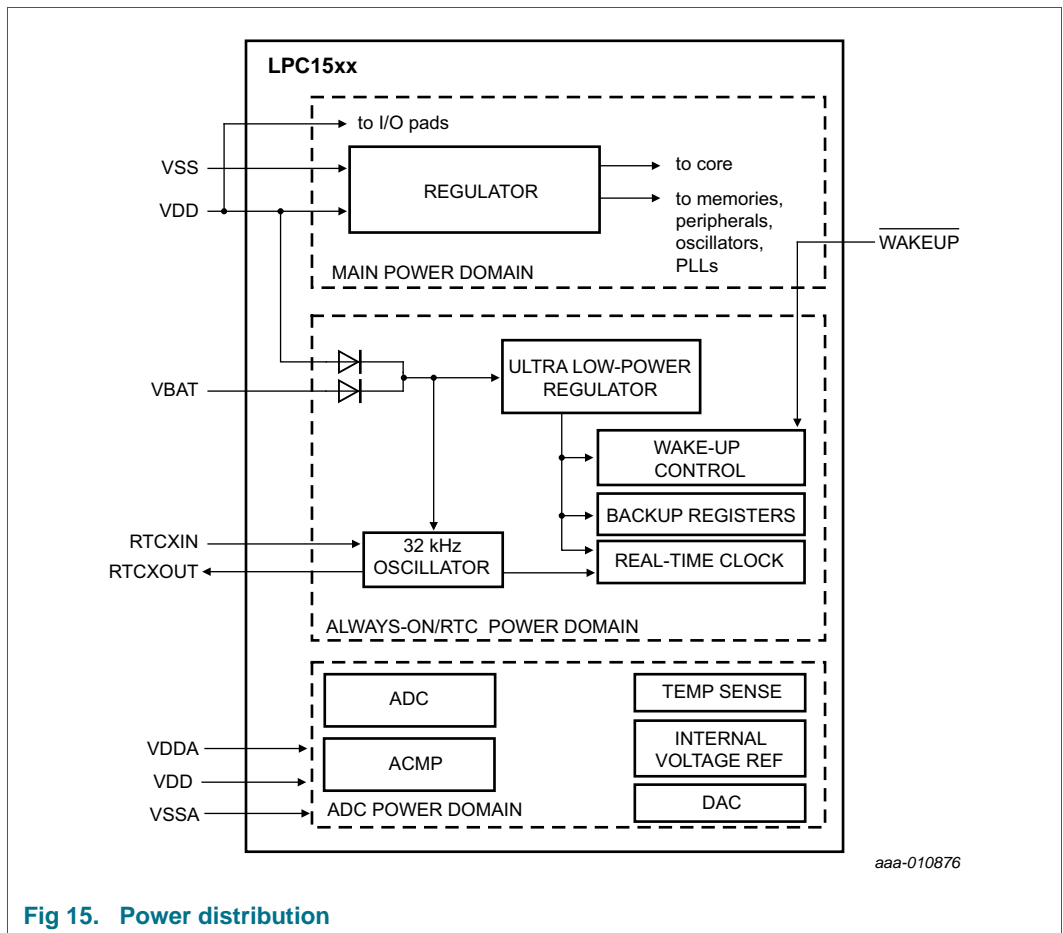 LPC15xx
to I/O pads
VSS
VDD
REGULATOR
to core
to memories,
peripherals,
oscillators,
PLLs
WAKEUP
MAIN POWER DOMAIN
VBAT
ULTRA LOW-POWER
REGULATOR
WAKE-UP
CONTROL
BACKUP REGISTERS
REAL-TIME CLOCK
RTCXIN
RTCXOUT
32 kHz
OSCILLATOR
ALWAYS-ON/RTC POWER DOMAIN
ADC
TEMP SENSE
VDDA
VDD
VSSA
ACMP
INTERNAL
VOLTAGE REF
DAC
ADC POWER DOMAIN
aaa-010876
Fig 15. Power distribution